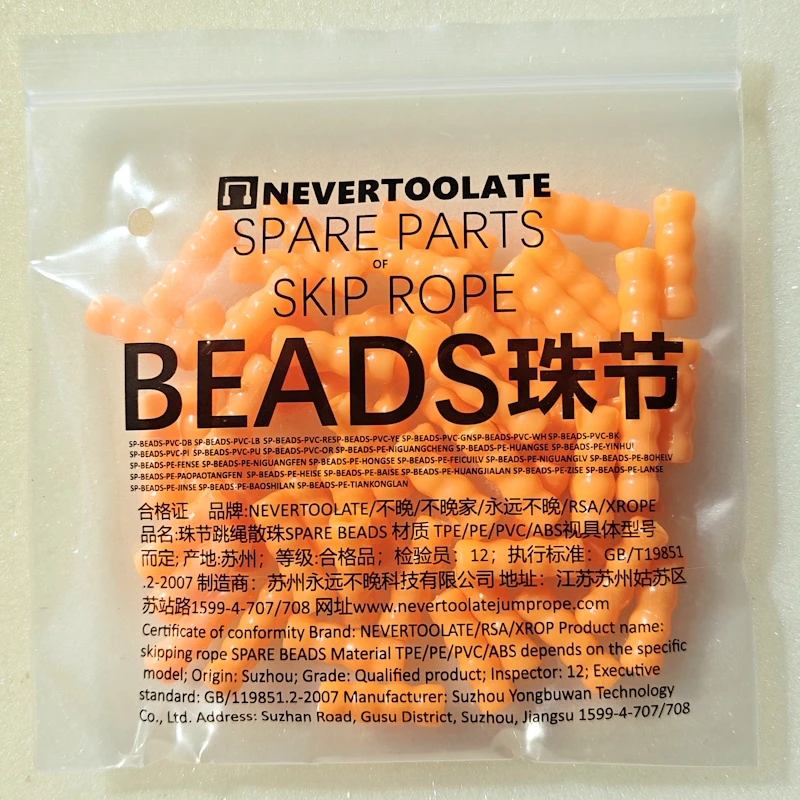 NEVERTOOLATE
SPARE PARTS
OF
SKIP ROPE
BEADS珠节
SP-BEADS-PVC-DB SP-BEADS-PVC-LB SP-BEADS-PVC-RESP-BEADS-PVC-YE SP-BEADS-PVC-GNSP-BEADS-PVC-WH SP-BEADS-PVC-BK
SP-BEADS-PVC-PI SP-BEADS-PVC-PU SP-BEADS-PVC-OR SP-BEADS-PE-NIGUANGCHENG SP-BEADS-PE-HUANGSE SP-BEADS-PE-YINHUI
SP-BEADS-PE-FENSE SP-BEADS-PE-NIGUANGFEN SP-BEADS-PE-HONGSE SP-BEADS-PE-FEICUILV SP-BEADS-PE-NIGUANGLV SP-BEADS-PE-BOHELV
SP-BEADS-PE-PAOPAOTANGFEN SP-BEADS-PE-HEISE SP-BEADS-PE-BAISE SP-BEADS-PE-HUANGJIALAN SP-BEADS-PE-ZISE SP-BEADS-PE-LANSE
SP-BEADS-PE-JINSE SP-BEADS-PE-BAOSHILAN SP-BEADS-PE-TIANKONGLAN
合格证 品牌:NEVERTOOLATE/不晚/不晚家/永远不晚/RSA/XROPE
品名:珠节跳绳散珠SPARE BEADS 材质 TPE/PE/PVC/ABS视具体型号
而定; 产地:苏州; 等级:合格品; 检验员: 12; 执行标准: GB/T19851
.2-2007 制造商: 苏州永远不晚科技有限公司 地址: 江苏苏州姑苏区
苏站路1599-4-707/708 网址www.nevertoolatejumprope.com
Certificate of conformity Brand: NEVERTOOLATE/RSA/XROP Product name:
skipping rope SPARE BEADS Material TPE/PE/PVC/ABS depends on the specific
model; Origin: Suzhou; Grade: Qualified product; Inspector: 12; Executive
standard: GB/119851.2-2007 Manufacturer: Suzhou Yongbuwan Technology
Co., Ltd. Address: Suzhan Road, Gusu District, Suzhou, Jiangsu 1599-4-707/708